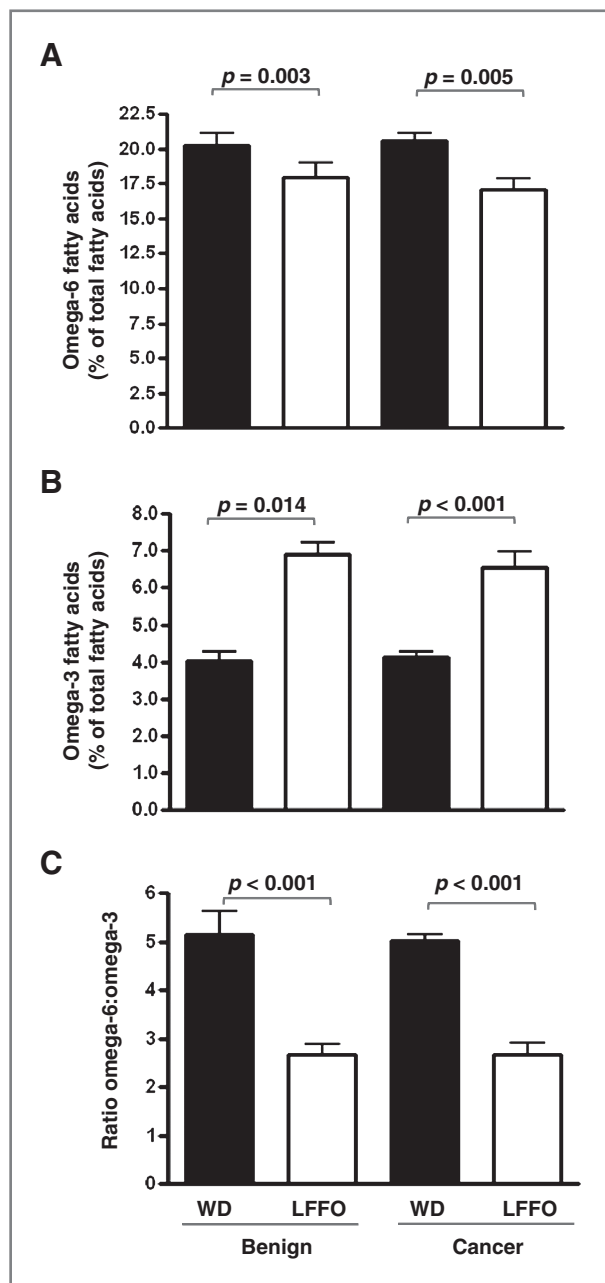 A
p = 0.003
p = 0.005
Omega-6 fatty acids
(% of total fatty acids)
22.5
20.0
17.5
15.0
12.5
10.0
7.5
5.0
2.5
0.0
B
p = 0.014
p < 0.001
Omega-3 fatty acids
(% of total fatty acids)
8.0
7.0
6.0
5.0
4.0
3.0
2.0
1.0
0.0
C
p < 0.001
p < 0.001
Ratio omega-6:omega-3
6
5
4
3
2
1
0
WD LFFO WD LFFO
Benign Cancer